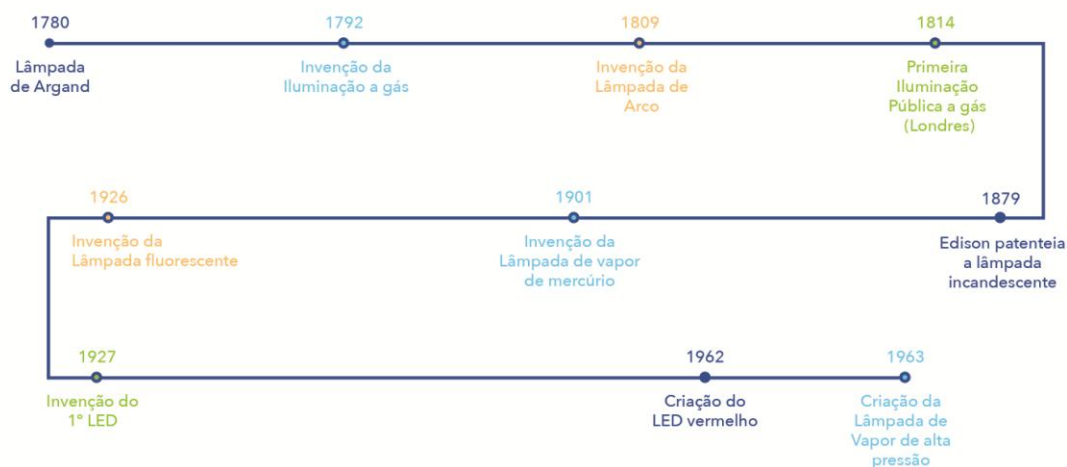 1780
Lâmpada
de Argand
1792
Invenção da
Iluminação a gás
1809
Invenção da
Lâmpada de
Arco
1814
Primeira
Iluminação
Pública a gás
(Londres)
1879
Edison patenteia
a lâmpada
incandescente
1901
Invenção da
Lâmpada de vapor
de mercúrio
1926
Invenção da
Lâmpada fluorescente
1927
Invenção do
1º LED
1962
Criação do
LED vermelho
1963
Criação da
Lâmpada de
Vapor de alta
pressão